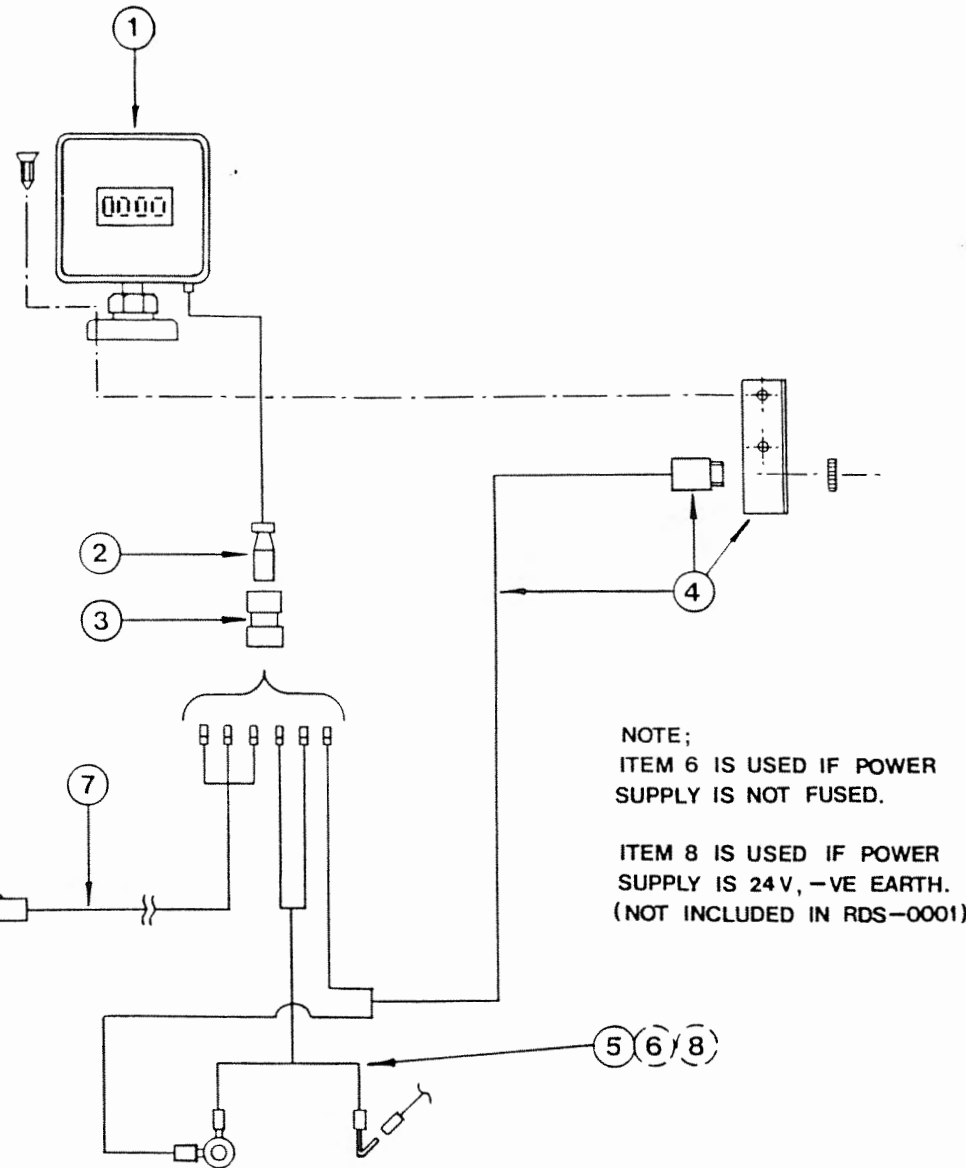 1
0000
2
3
4
7
NOTE;
ITEM 6 IS USED IF POWER
SUPPLY IS NOT FUSED.
ITEM 8 IS USED IF POWER
SUPPLY IS 24V, -VE EARTH.
(NOT INCLUDED IN RDS-0001)
5 6 8